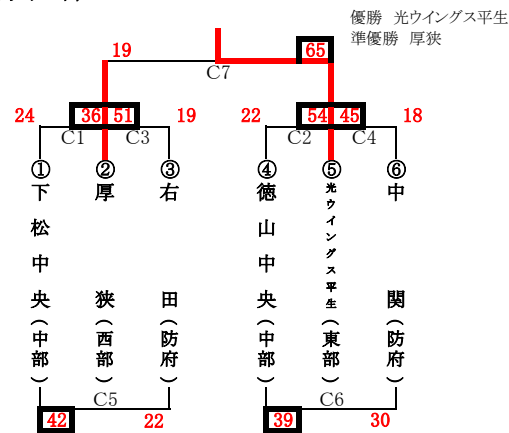 優勝 光ウイングス平生
準優勝 厚狭
19
65
C7
24
36
51
19
22
54
45
18
C1
C3
C2
C4
①下松中央(中部)
②厚狭(西部)
③右田(防府)
④徳山中央(中部)
⑤光ウイングス平生(東部)
⑥中関(防府)
C5
C6
42
22
39
30